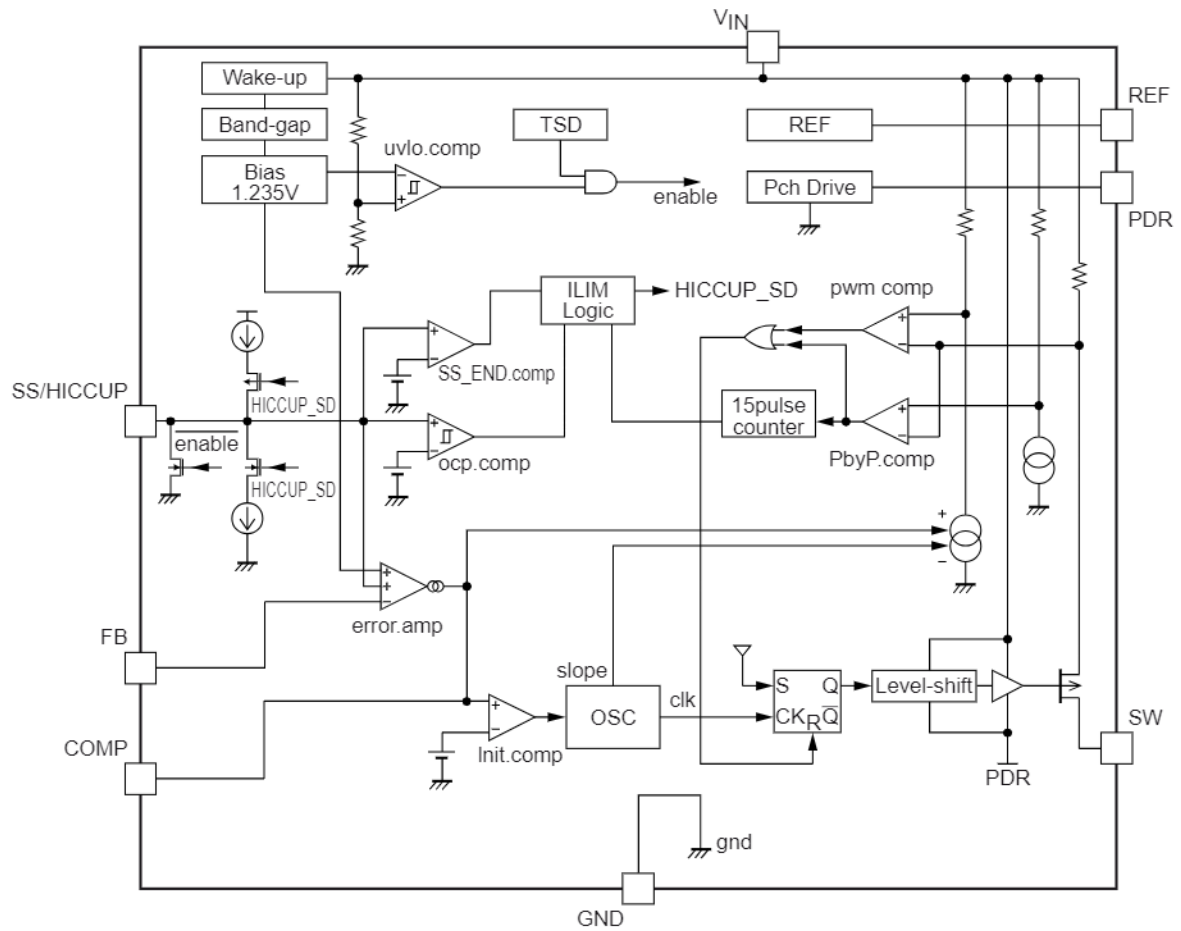 VIN
Wake-up
REF
Band-gap
TSD
REF
uvlo.comp
Bias
1.235V
Pch Drive
enable
PDR
ILIM
Logic
HICCUP_SD
pwm comp
SS_END.comp
SS/HICCUP
HICCUP_SD
15pulse
counter
enable
ocp.comp
PbyP.comp
HICCUP_SD
error.amp
FB
slope
S Q
Level-shift
OSC
clk
CK R Q
SW
COMP
Init.comp
PDR
gnd
GND